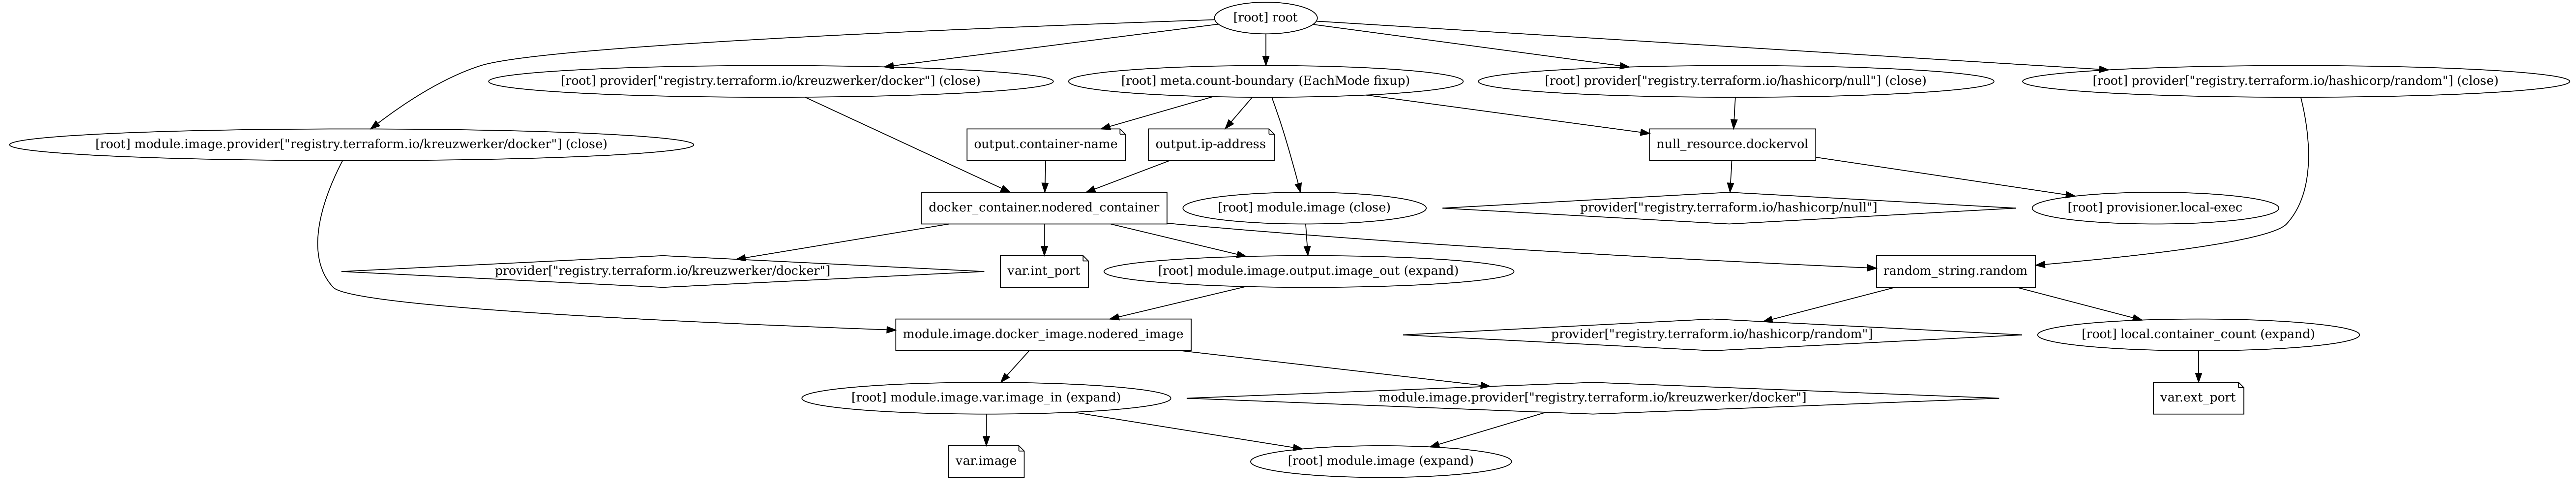 [root] root
[root] provider["registry.terraform.io/kreuzwerker/docker"] (close)
[root] meta.count-boundary (EachMode fixup)
[root] provider["registry.terraform.io/hashicorp/null"] (close)
[root] provider["registry.terraform.io/hashicorp/random"] (close)
[root] module.image.provider["registry.terraform.io/kreuzwerker/docker"] (close)
output.container-name
output.ip-address
null_resource.dockervol
docker_container.nodered_container
[root] module.image (close)
provider["registry.terraform.io/hashicorp/null"]
[root] provisioner.local-exec
provider["registry.terraform.io/kreuzwerker/docker"]
var.int_port
[root] module.image.output.image_out (expand)
random_string.random
module.image.docker_image.nodered_image
provider["registry.terraform.io/hashicorp/random"]
[root] local.container_count (expand)
[root] module.image.var.image_in (expand)
module.image.provider["registry.terraform.io/kreuzwerker/docker"]
var.ext_port
var.image
[root] module.image (expand)